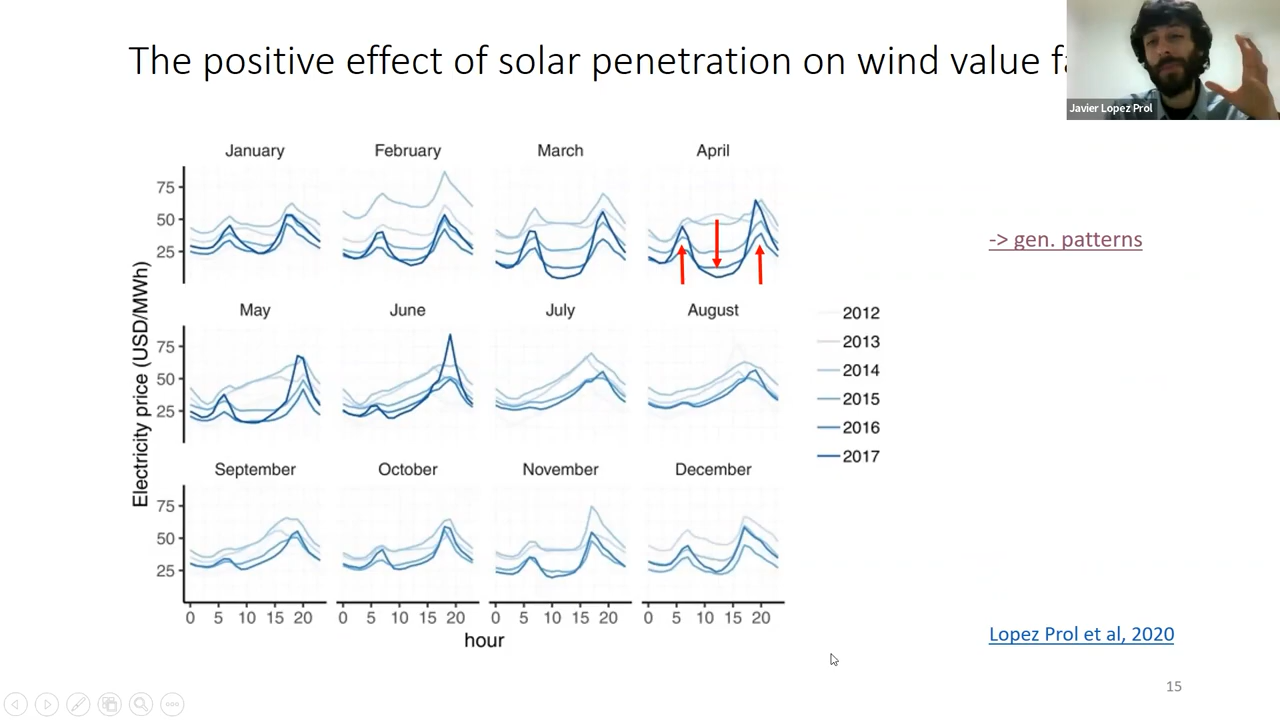 The positive effect of solar penetration on wind value
Javier Lopez Prol
January February March April
75
50
25
-> gen. patterns
May June July August
75
50
25
2012
2013
2014
2015
2016
2017
Electricity price (USD/MWh)
September October November December
75
50
25
0 5 10 15 20 0 5 10 15 20 0 5 10 15 20 0 5 10 15 20
hour
Lopez Prol et al, 2020
15